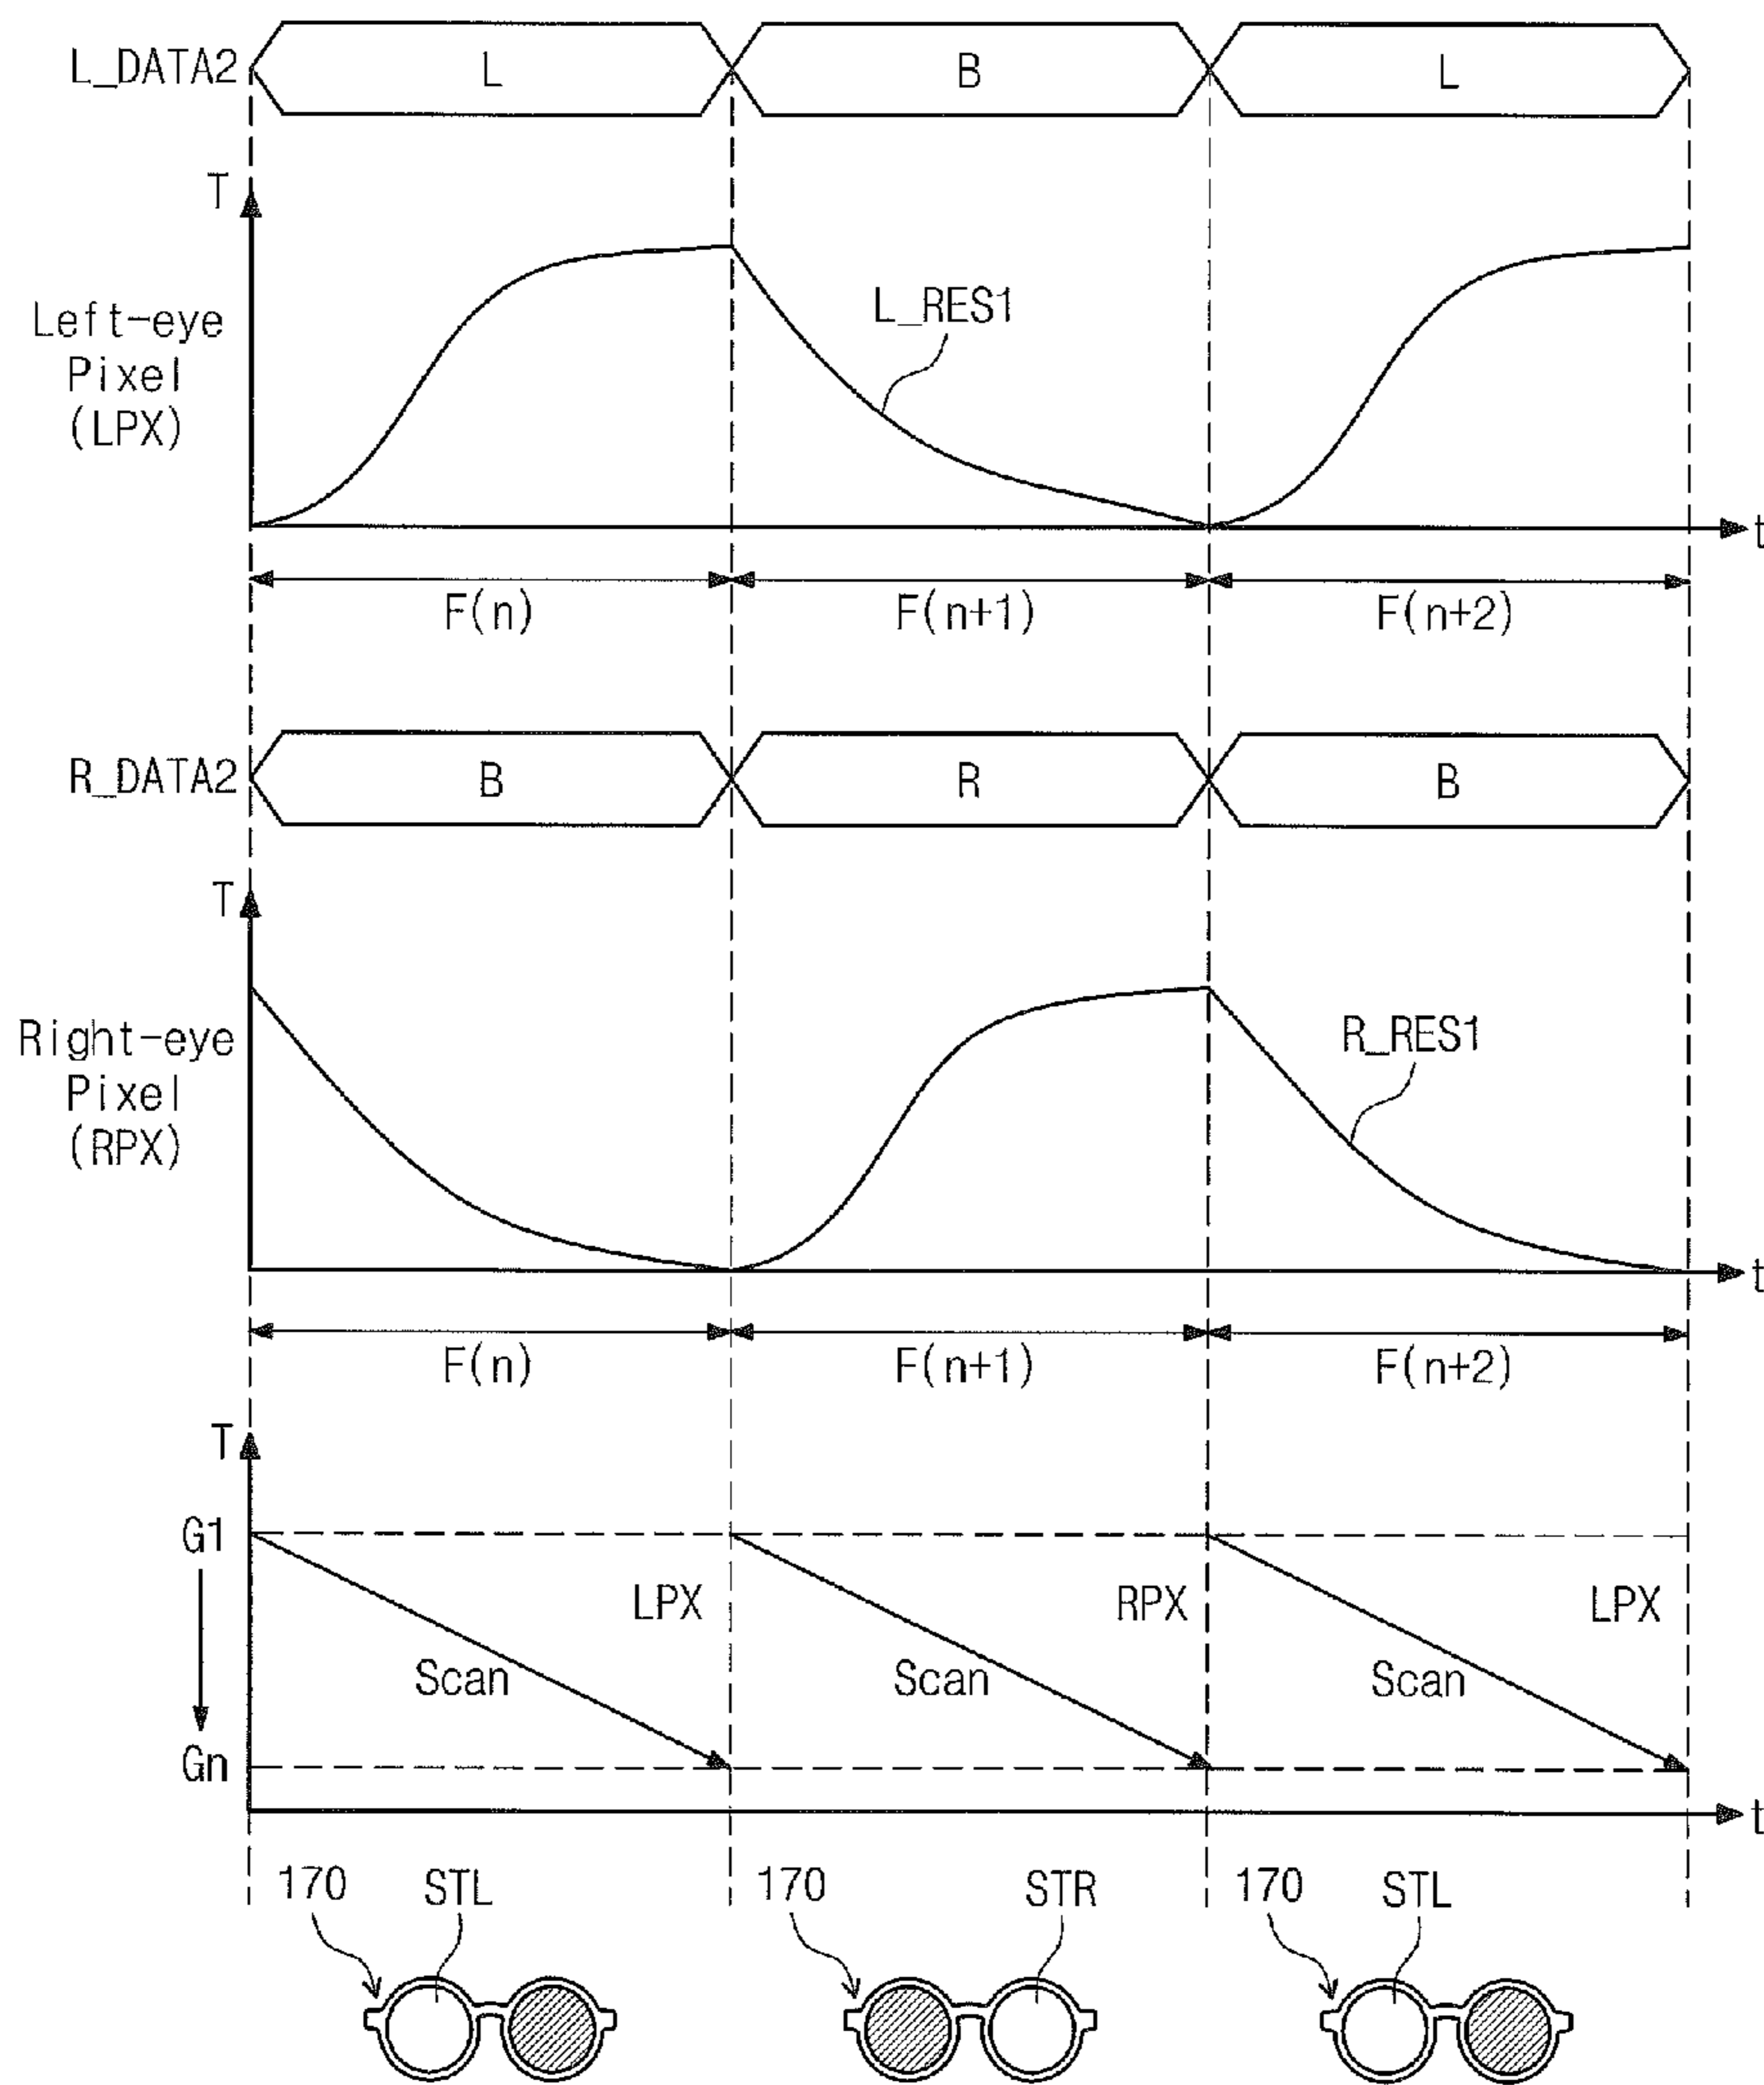 L_DATA2 L B L
T
L_RES1
Left-eye
Pixel
(LPX)
t
F(n) F(n+1) F(n+2)
R_DATA2 B R B
T
Right-eye
Pixel
(RPX)
R_RES1
t
F(n) F(n+1) F(n+2)
T
G1
LPX RPX LPX
Scan Scan Scan
Gn
t
170 STL 170 STR 170 STL